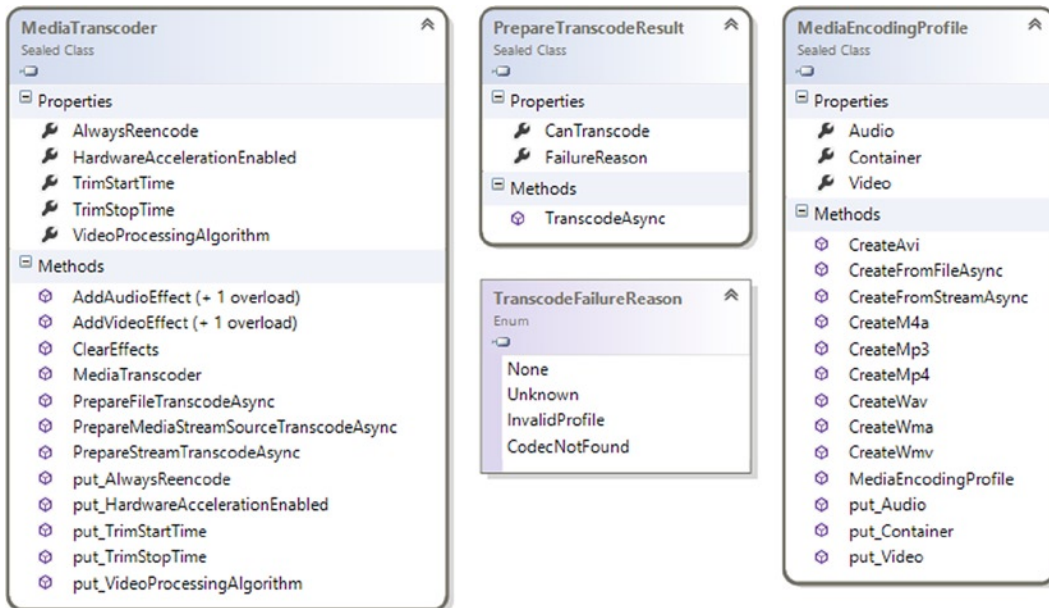 MediaTranscoder
Sealed Class
Properties
AlwaysReencode
HardwareAccelerationEnabled
TrimStartTime
TrimStopTime
VideoProcessingAlgorithm
Methods
AddAudioEffect (+ 1 overload)
AddVideoEffect (+ 1 overload)
ClearEffects
MediaTranscoder
PrepareFileTranscodeAsync
PrepareMediaStreamSourceTranscodeAsync
PrepareStreamTranscodeAsync
put_AlwaysReencode
put_HardwareAccelerationEnabled
put_TrimStartTime
put_TrimStopTime
put_VideoProcessingAlgorithm
PrepareTranscodeResult
Sealed Class
Properties
CanTranscode
FailureReason
Methods
TranscodeAsync
TranscodeFailureReason
Enum
None
Unknown
InvalidProfile
CodecNotFound
MediaEncodingProfile
Sealed Class
Properties
Audio
Container
Video
Methods
CreateAvi
CreateFromFileAsync
CreateFromStreamAsync
CreateM4a
CreateMp3
CreateMp4
CreateWav
CreateWma
CreateWmv
MediaEncodingProfile
put_Audio
put_Container
put_Video